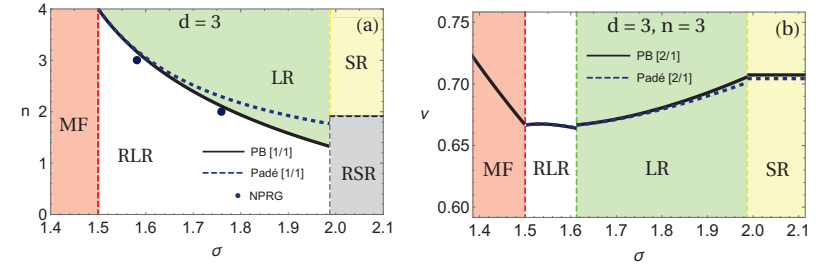 d = 3
(a)
n
4
3
2
1
0
MF
RLR
LR
SR
RSR
PB [1/1]
Padé [1/1]
NPRG
1.4 1.5 1.6 1.7 1.8 1.9 2.0 2.1
σ
d = 3, n = 3
(b)
ν
0.75
0.70
0.65
0.60
PB [2/1]
Padé [2/1]
MF
RLR
LR
SR
1.4 1.5 1.6 1.7 1.8 1.9 2.0 2.1
σ